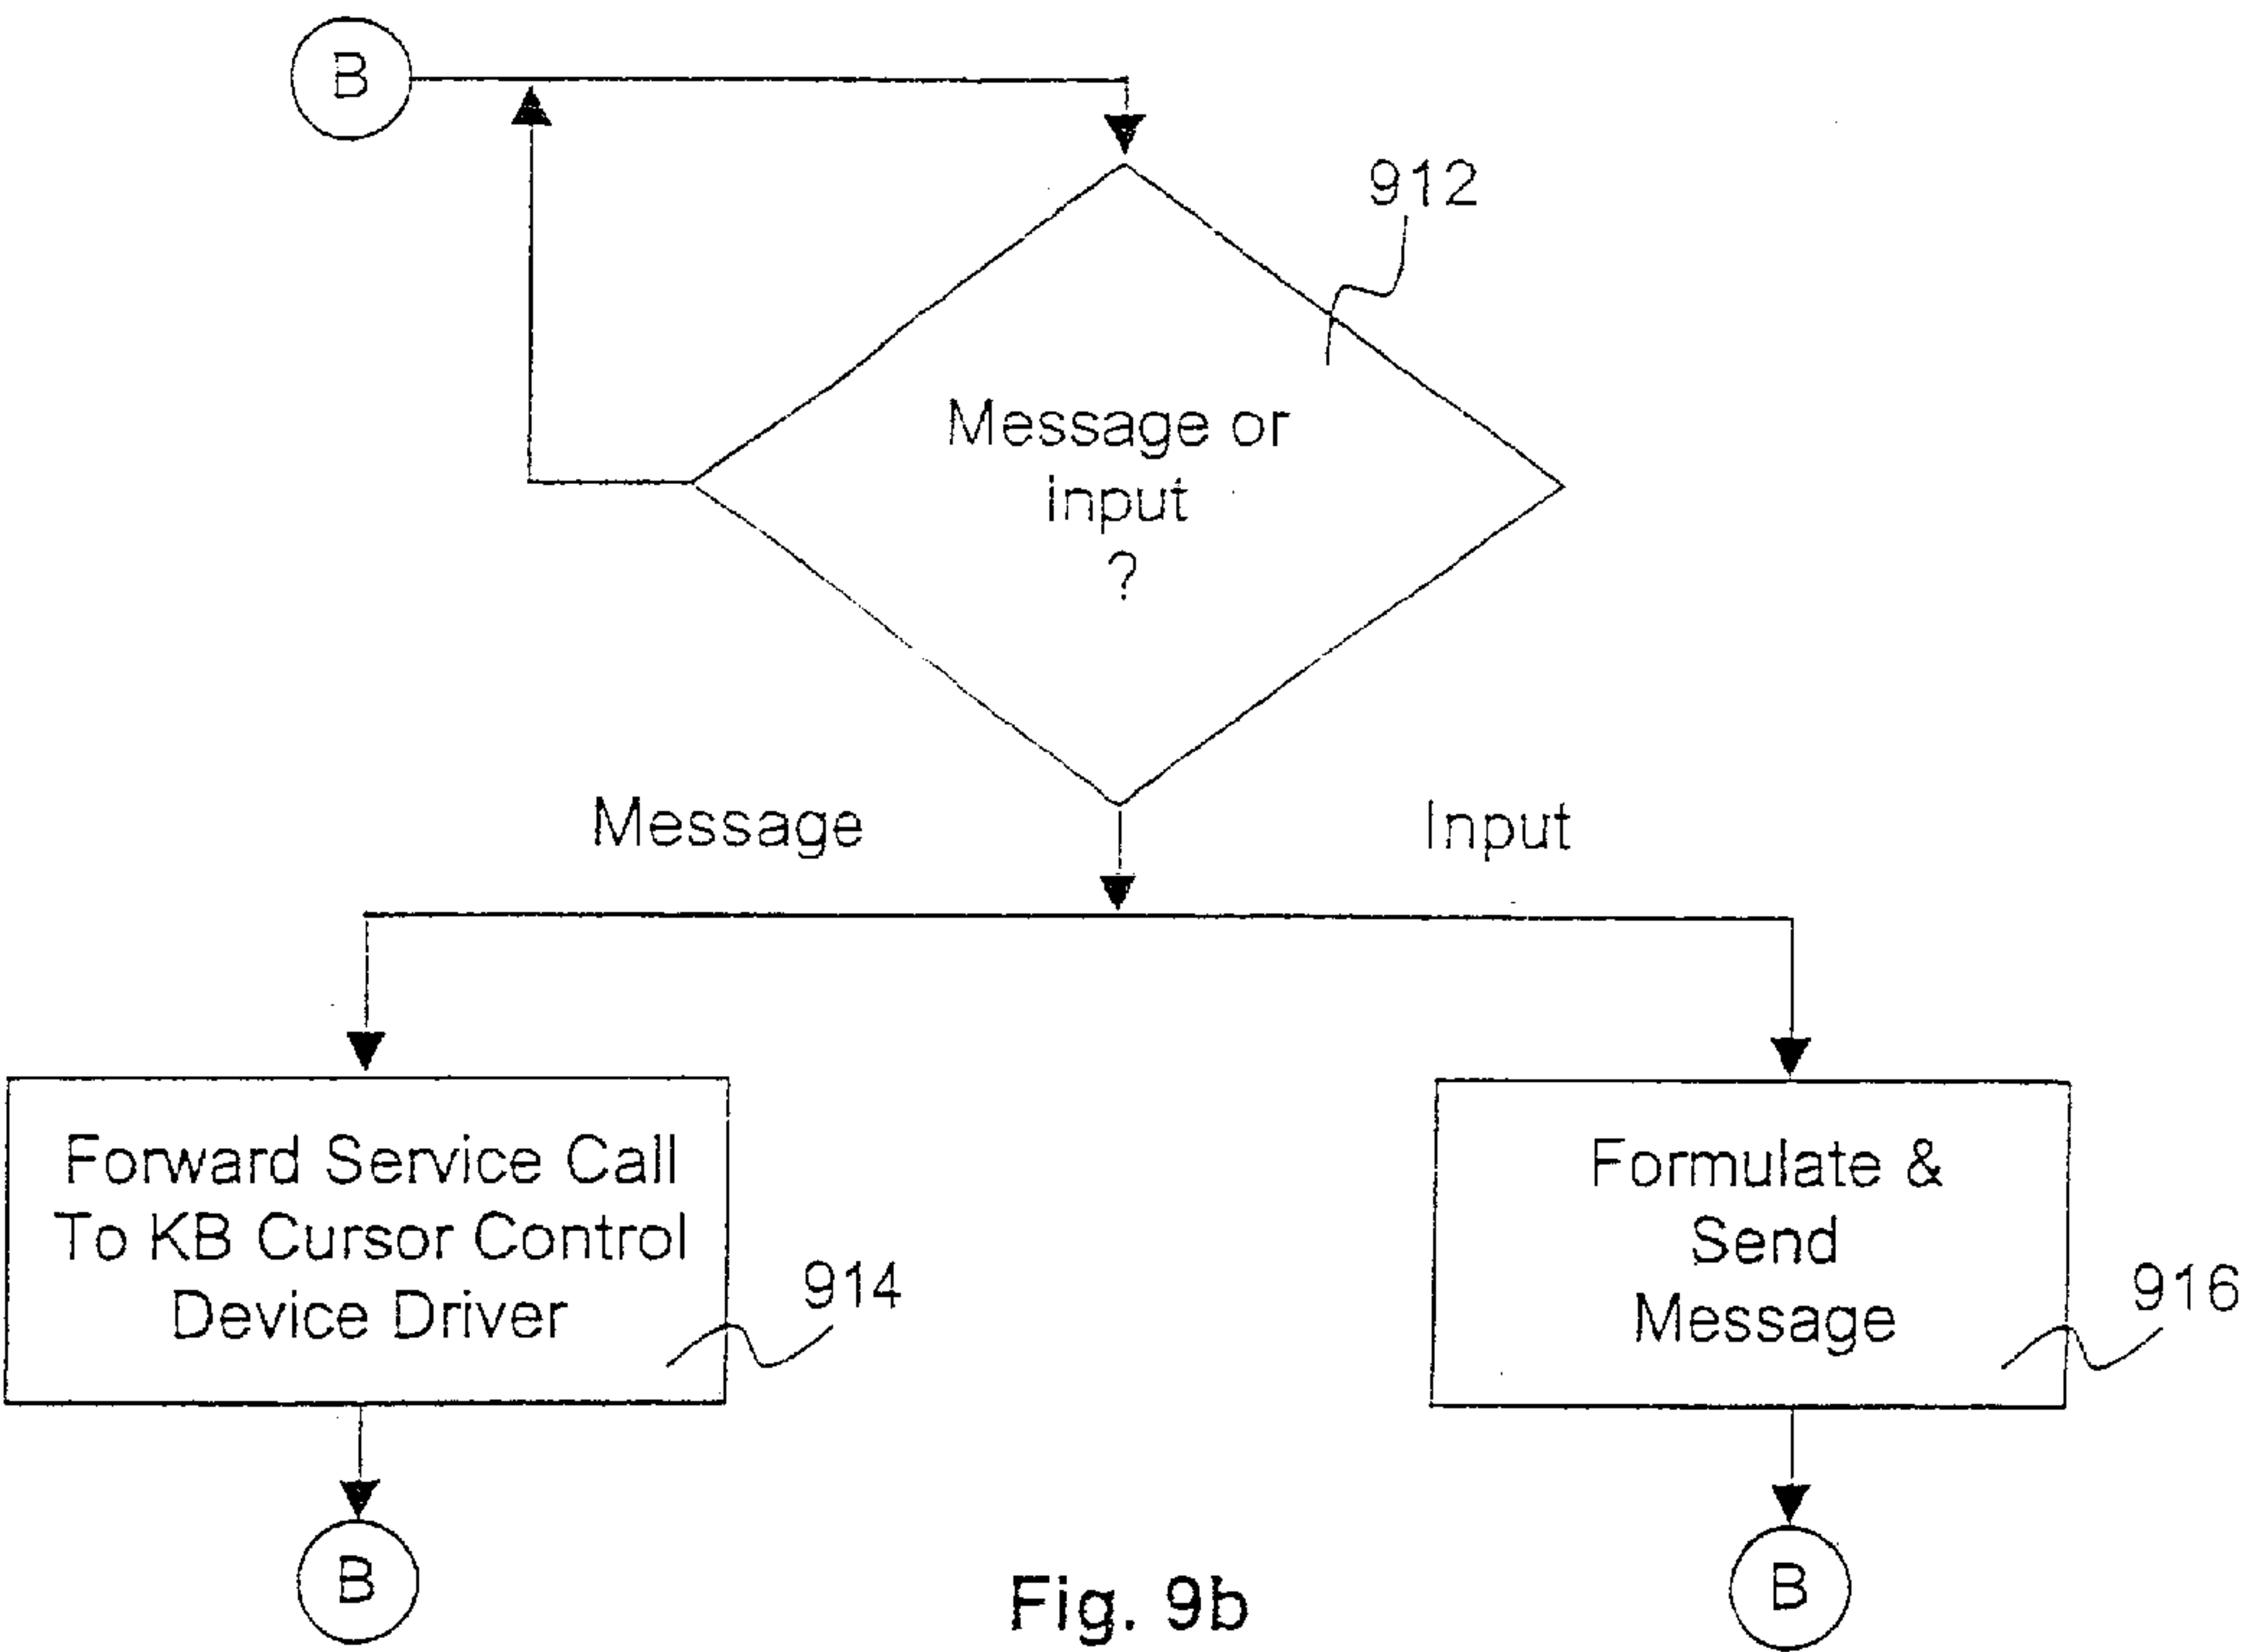 B
912
Message or
input
?
Message
Input
Forward Service Call
To KB Cursor Control
Device Driver
914
Formulate &
Send
Message
916
B
B
Fig. 9b